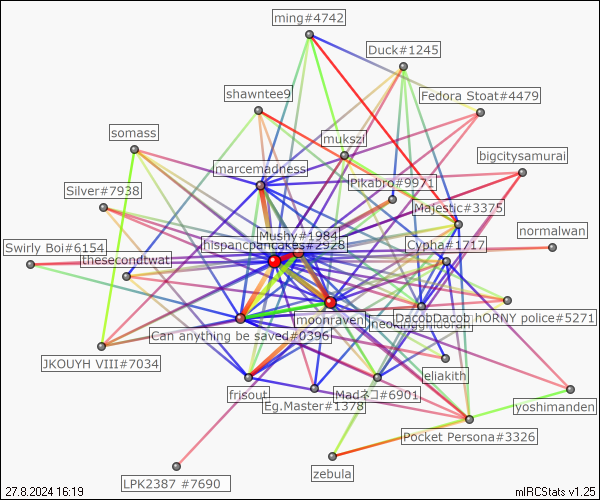 ming#4742
Duck#1245
shawntee9
Fedora Stoat#4479
somass
mukszi
marcemadness
bigcitysamurai
Silver#7938
Pikabro#9971
Majestic#3375
normalwan
Mushy#1984
hispancpancakes#2928
Cypha#1717
Swirly Boi#6154
thesecondtwat
moonraven
DacobDacob hORNY police#5271
Can anything be saved#0396
JKOUYH VIII#7034
eliakith
frisout
Eg.Master#1378
Madネコ#6901
yoshimanden
Pocket Persona#3326
zebula
LPK2387 #7690
27.8.2024 16:19
mIRCStats v1.25